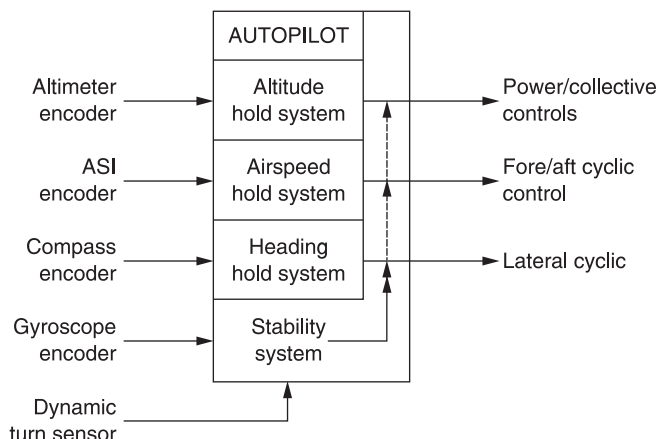 AUTOPILOT
Altimeter
encoder
Altitude
hold system
Power/collective
controls
ASI
encoder
Airspeed
hold system
Fore/aft cyclic
control
Compass
encoder
Heading
hold system
Lateral cyclic
Gyroscope
encoder
Stability
system
Dynamic
turn sensor